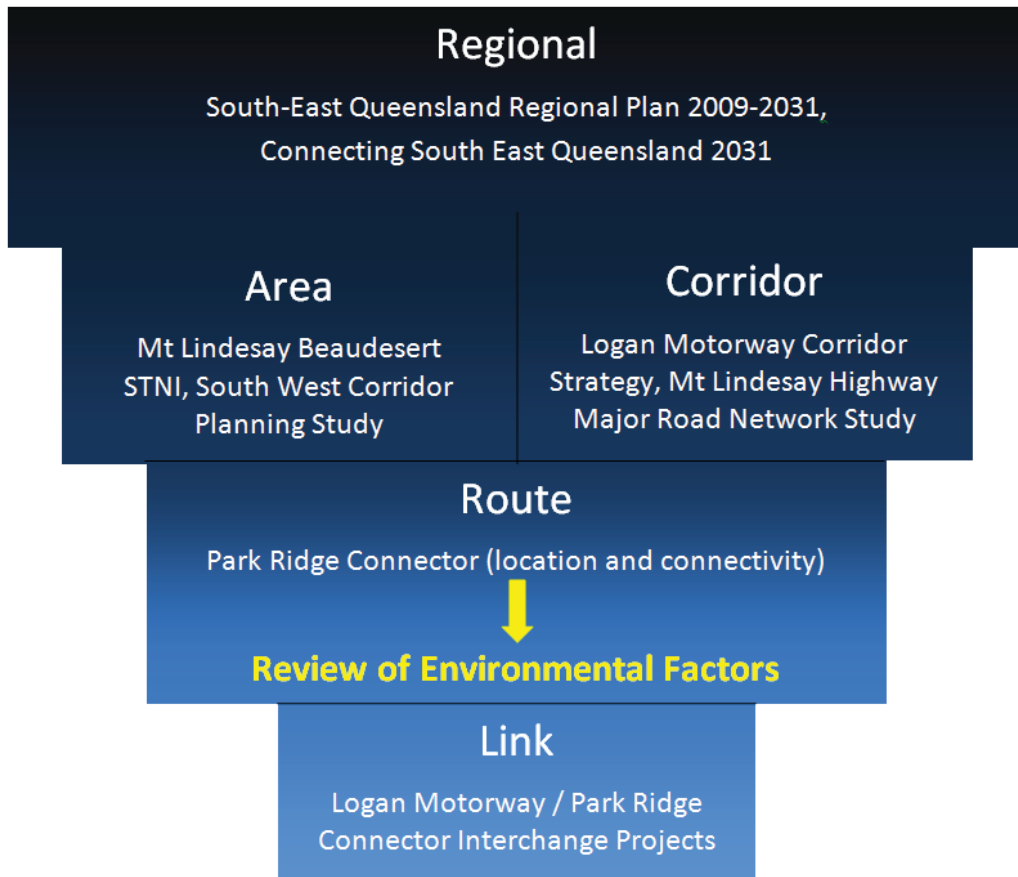 Regional
South-East Queensland Regional Plan 2009-2031,
Connecting South East Queensland 2031
Area
Mt Lindesay Beaudesert
STNI, South West Corridor
Planning Study
Corridor
Logan Motorway Corridor
Strategy, Mt Lindesay Highway
Major Road Network Study
Route
Park Ridge Connector (location and connectivity)
Review of Environmental Factors
Link
Logan Motorway / Park Ridge
Connector Interchange Projects